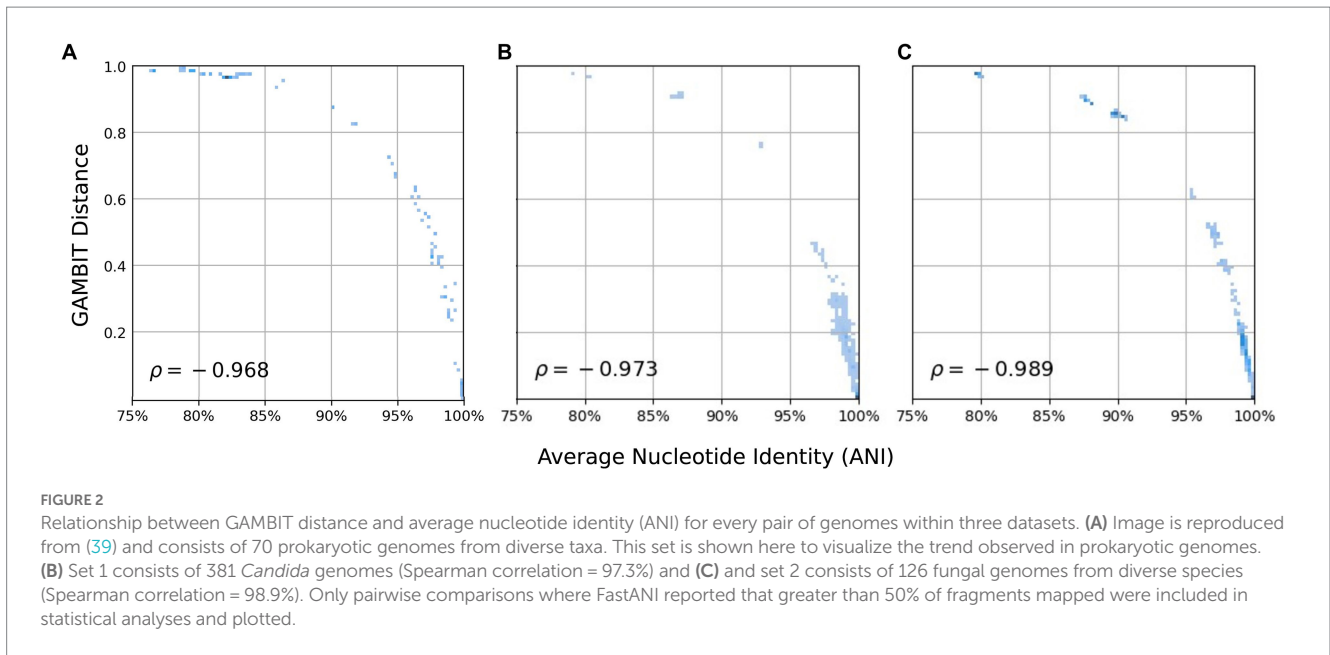 A
B
C
1.0
0.8
0.6
0.4
0.2
GAMBIT Distance
ρ = −0.968
ρ = −0.973
ρ = −0.989
75% 80% 85% 90% 95% 100%
75% 80% 85% 90% 95% 100%
75% 80% 85% 90% 95% 100%
Average Nucleotide Identity (ANI)
FIGURE 2
Relationship between GAMBIT distance and average nucleotide identity (ANI) for every pair of genomes within three datasets. (A) Image is reproduced
from (39) and consists of 70 prokaryotic genomes from diverse taxa. This set is shown here to visualize the trend observed in prokaryotic genomes.
(B) Set 1 consists of 381 Candida genomes (Spearman correlation = 97.3%) and (C) and set 2 consists of 126 fungal genomes from diverse species
(Spearman correlation = 98.9%). Only pairwise comparisons where FastANI reported that greater than 50% of fragments mapped were included in
statistical analyses and plotted.